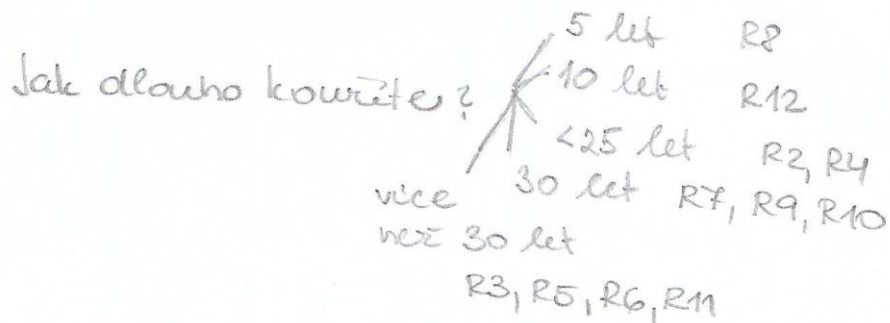 5 let R8
Jak dlouho kouříte?
10 let R12
<25 let R2, R4
30 let R7, R9, R10
více
než 30 let
R3, R5, R6, R11